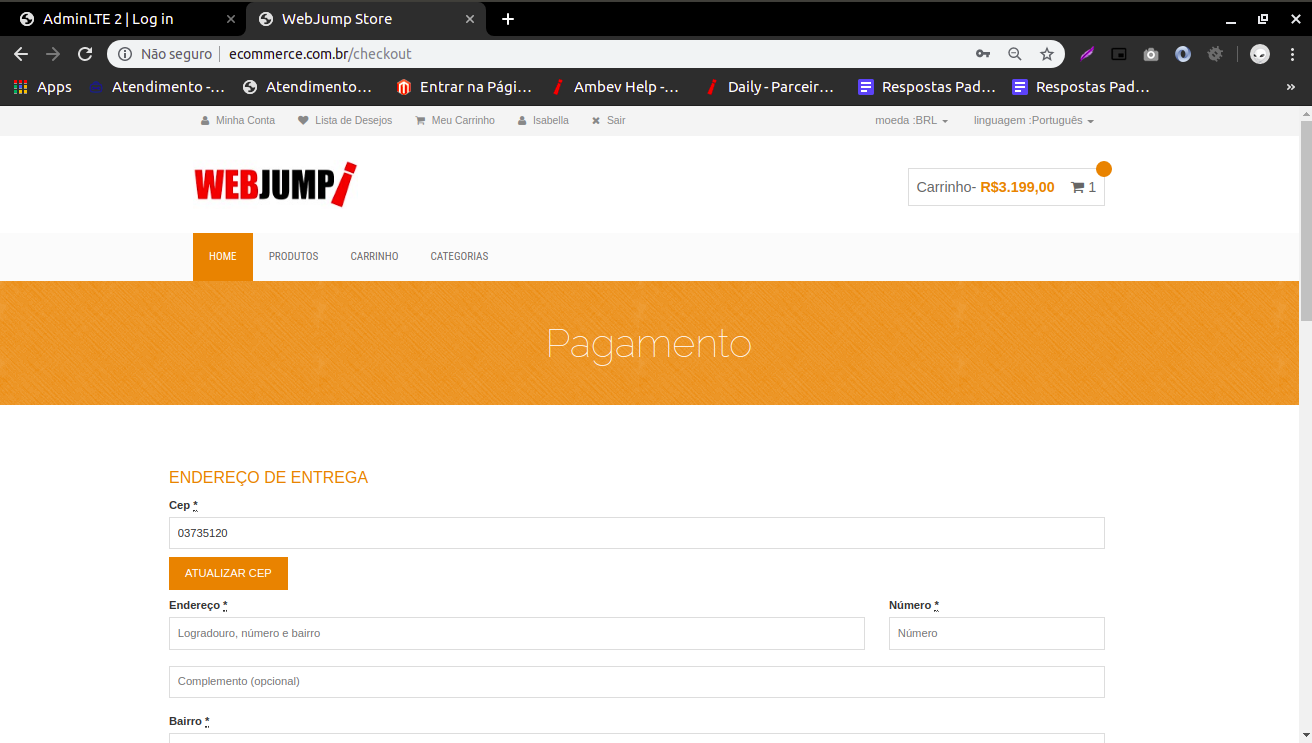 AdminLTE 2 | Log in
WebJump Store
Não seguro
ecommerce.com.br/checkout
Apps
Atendimento -...
Atendimento...
Entrar na Pági...
Ambev Help -...
Daily - Parceir...
Respostas Pad...
Respostas Pad...
»
Minha Conta
Lista de Desejos
Meu Carrinho
Isabella
Sair
moeda :BRL
linguagem :Português
WEBJUMP!
Carrinho- R$3.199,00 1
HOME
PRODUTOS
CARRINHO
CATEGORIAS
Pagamento
ENDEREÇO DE ENTREGA
Cep *
03735120
ATUALIZAR CEP
Endereço *
Número *
Logradouro, número e bairro
Número
Complemento (opcional)
Bairro *